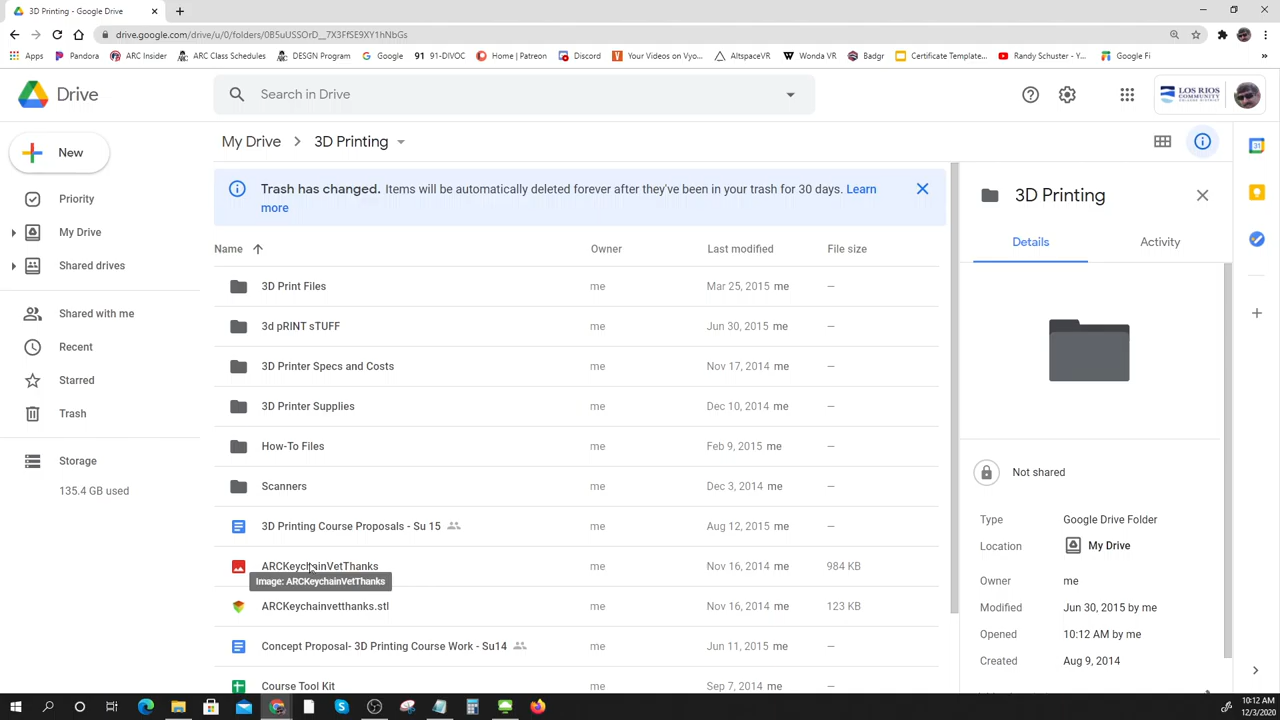 3D Printing - Google Drive
drive.google.com/drive/u/0/folders/0B5uUSSOrD__7X3FfSE9XY1hNbGs
Apps Pandora ARC Insider ARC Class Schedules DESGN Program Google 91-DIVOC Home | Patreon Discord Your Videos on Vyo... AltspaceVR Wonda VR Badgr Certificate Template... Randy Schuster - Y... Google Fi
Drive
Search in Drive
LOS RIOS
COMMUNITY
New
My Drive > 3D Printing
Priority
My Drive
Shared drives
Shared with me
Recent
Starred
Trash
Storage
135.4 GB used
Trash has changed. Items will be automatically deleted forever after they've been in your trash for 30 days. Learn
more
Name Owner Last modified File size
3D Print Files me Mar 25, 2015 me –
3d pRINT sTUFF me Jun 30, 2015 me –
3D Printer Specs and Costs me Nov 17, 2014 me –
3D Printer Supplies me Dec 10, 2014 me –
How-To Files me Feb 9, 2015 me –
Scanners me Dec 3, 2014 me –
3D Printing Course Proposals - Su 15 me Aug 12, 2015 me –
ARCKeychainVetThanks me Nov 16, 2014 me 984 KB
Image: ARCKeychainVetThanks
ARCKeychainvetthanks.stl me Nov 16, 2014 me 123 KB
Concept Proposal- 3D Printing Course Work - Su14 me Jun 11, 2015 me –
Course Tool Kit me Sep 7, 2014 me –
3D Printing
Details Activity
Not shared
Type Google Drive Folder
Location My Drive
Owner me
Modified Jun 30, 2015 by me
Opened 10:12 AM by me
Created Aug 9, 2014
31
10:12 AM
12/3/2020